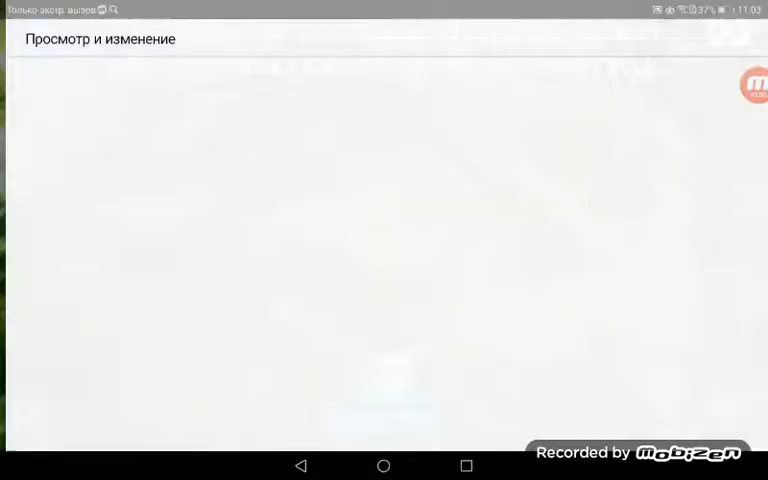 Только экстр. вызов 37% 11:03
Просмотр и изменение
Recorded by mobizen